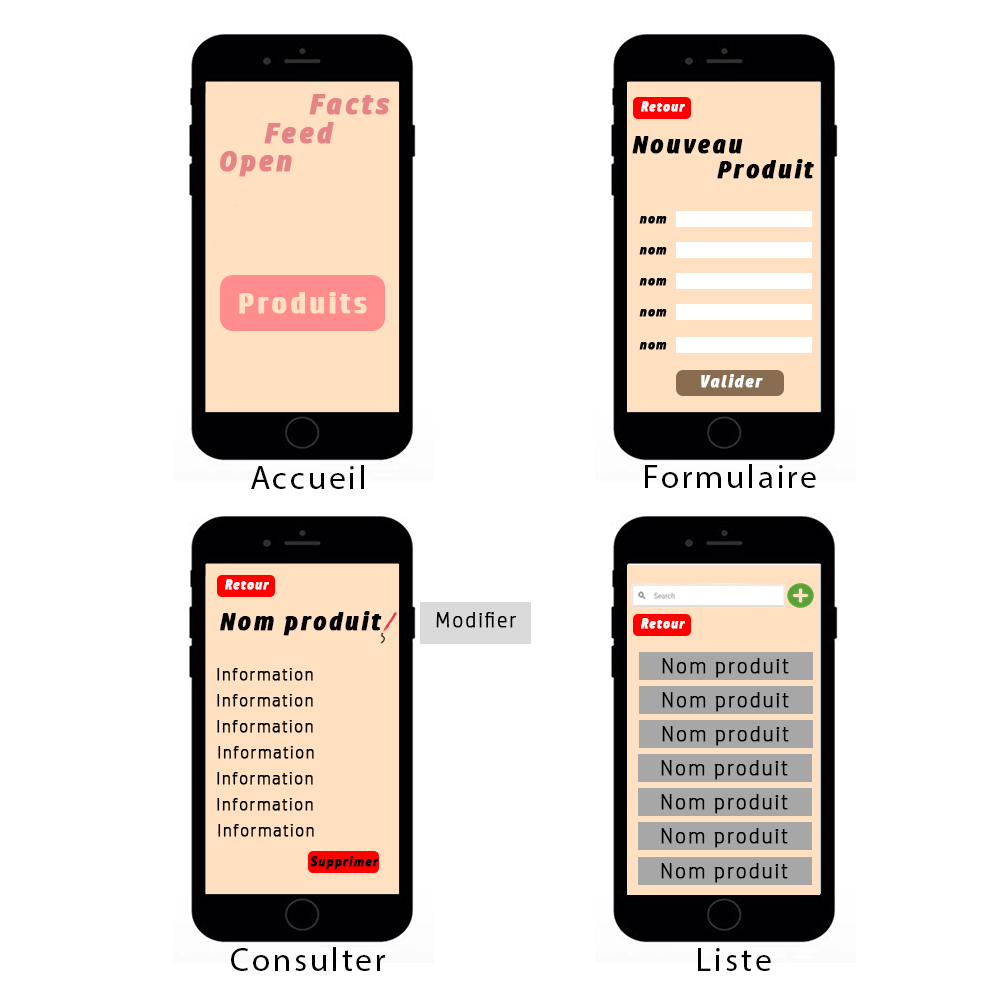 Facts
Feed
Open
Produits
Accueil
Retour
Nouveau
Produit
nom
nom
nom
nom
nom
Valider
Formulaire
Retour
Nom produit
Modifier
Information
Information
Information
Information
Information
Information
Information
Supprimer
Consulter
Search
Retour
Nom produit
Nom produit
Nom produit
Nom produit
Nom produit
Nom produit
Nom produit
Liste